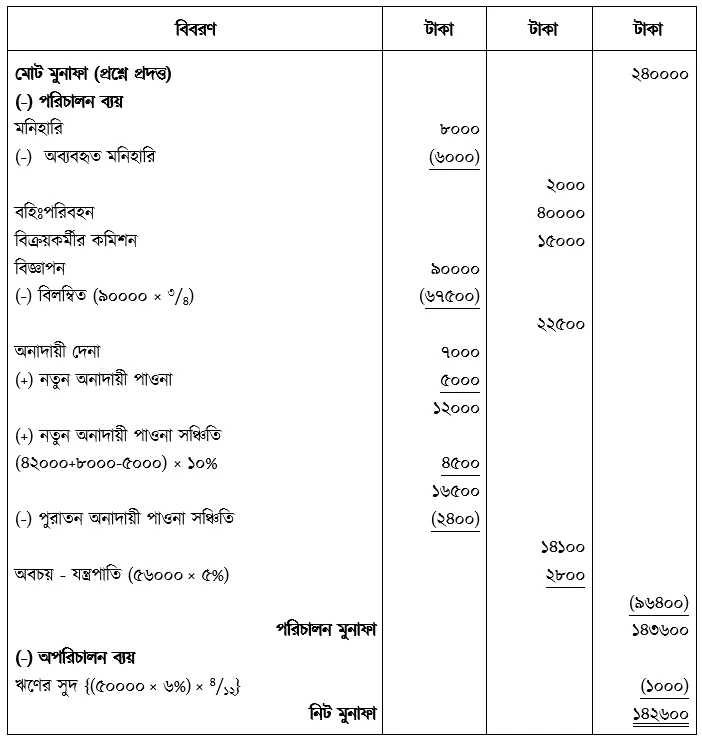 বিবরণ টাকা টাকা টাকা
মোট মুনাফা (প্রশ্নে প্রদত্ত) ২৪০০০০
(-) পরিচালন ব্যয়
মনিহারি ৮০০০
(-) অব্যবহৃত মনিহারি (৬০০০)
২০০০
বহিঃপরিবহন ৪০০০০
বিক্রয়কর্মীর কমিশন ১৫০০০
বিজ্ঞাপন ৯০০০০
(-) বিলম্বিত (৯০০০০ × ৩/৪) (৬৭৫০০)
২২৫০০
অনাদায়ী দেনা ৭০০০
(+) নতুন অনাদায়ী পাওনা ৫০০০
১২০০০
(+) নতুন অনাদায়ী পাওনা সঞ্চিতি
(৪২০০০+৮০০০-৫০০০) × ১০% ৪৫০০
১৬৫০০
(-) পুরাতন অনাদায়ী পাওনা সঞ্চিতি (২৪০০)
১৪১০০
অবচয় - যন্ত্রপাতি (৫৬০০০ × ৫%) ২৮০০
(৯৬৪০০)
পরিচালন মুনাফা ১৪৩৬০০
(-) অপরিচালন ব্যয়
ঋণের সুদ {(৫০০০০ × ৬%) × ৪/১২} (১০০০)
নিট মুনাফা ১৪২৬০০